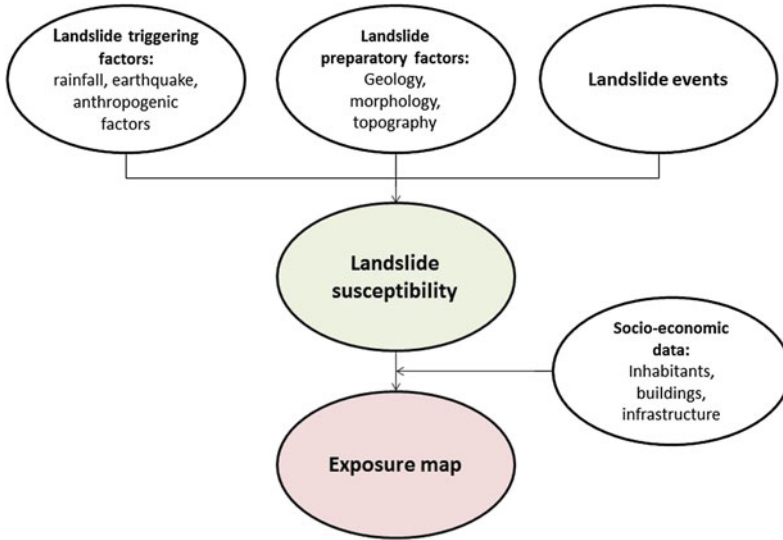 Landslide triggering
factors:
rainfall, earthquake,
anthropogenic
factors
Landslide
preparatory factors:
Geology,
morphology,
topography
Landslide events
Landslide
susceptibility
Socio-economic
data:
Inhabitants,
buildings,
infrastructure
Exposure map